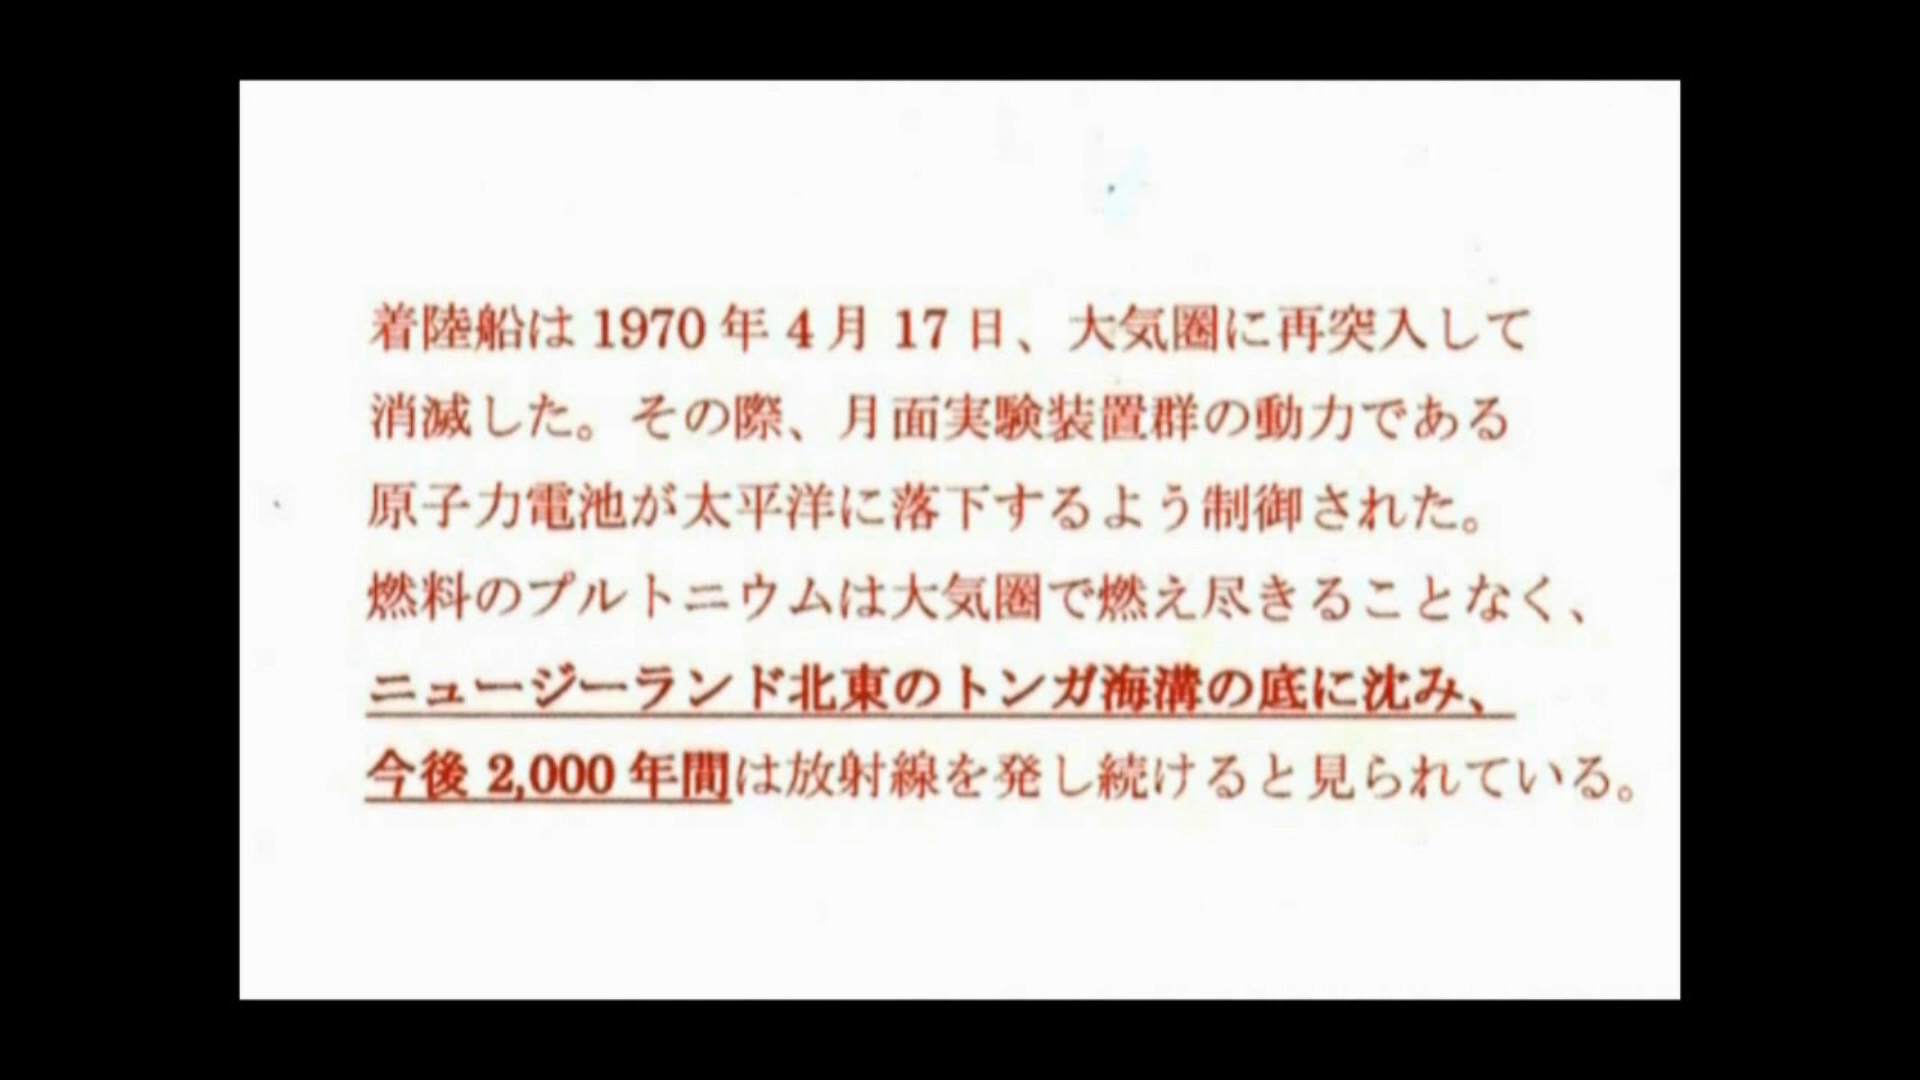 着陸船は 1970 年 4 月 17 日、大気圏に再突入して
消滅した。その際、月面実験装置群の動力である
原子力電池が太平洋に落下するよう制御された。
燃料のプルトニウムは大気圏で燃え尽きることなく、
ニュージーランド北東のトンガ海溝の底に沈み、
今後 2,000 年間は放射線を発し続けると見られている。